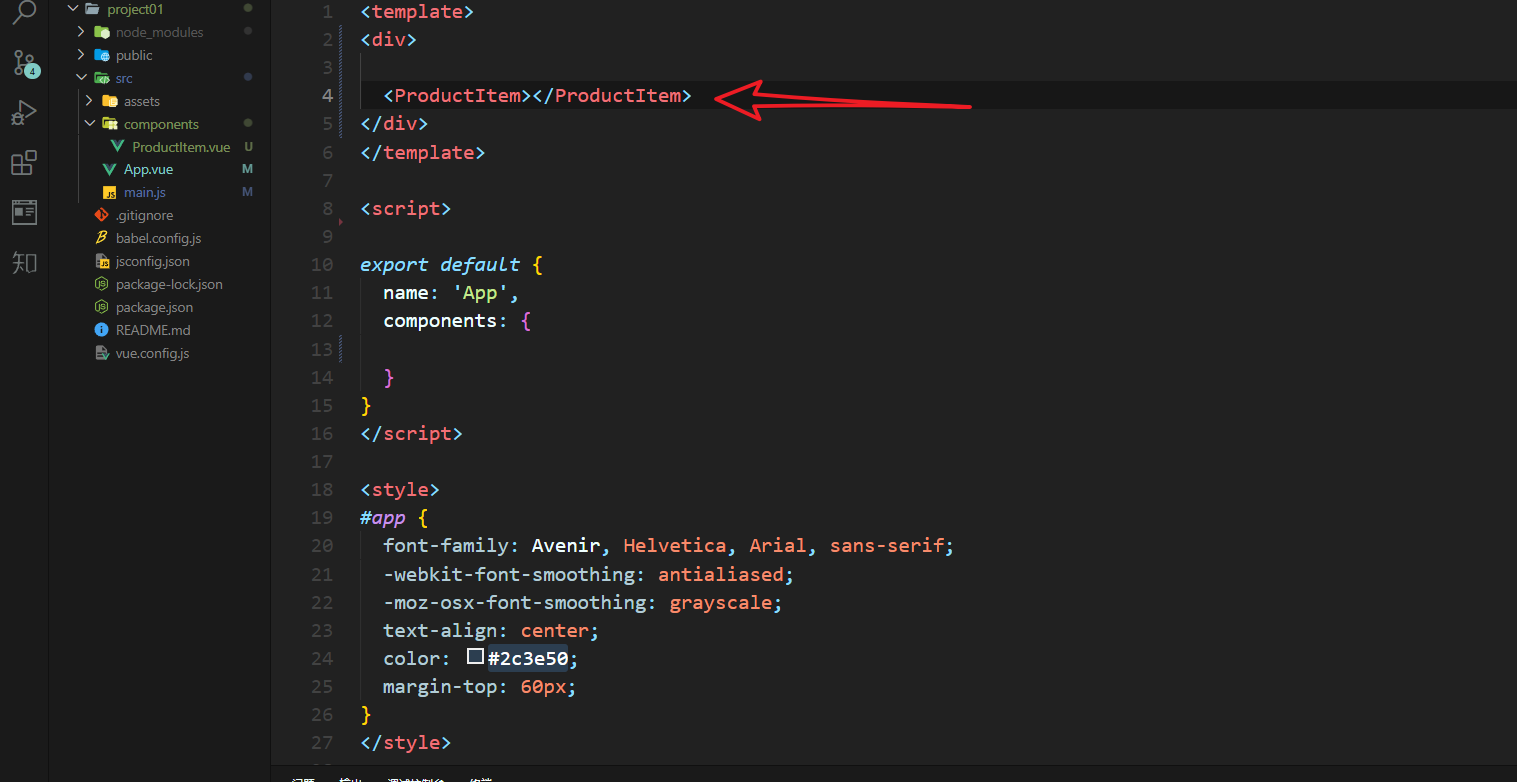 project01
node_modules
public
src
assets
components
ProductItem.vue U
App.vue M
main.js M
.gitignore
babel.config.js
jsconfig.json
package-lock.json
package.json
README.md
vue.config.js
4
知
1 <template>
2 <div>
3
4 <ProductItem></ProductItem>
5 </div>
6 </template>
7
8 <script>
9
10 export default {
11 name: 'App',
12 components: {
13
14 }
15 }
16 </script>
17
18 <style>
19 #app {
20 font-family: Avenir, Helvetica, Arial, sans-serif;
21 -webkit-font-smoothing: antialiased;
22 -moz-osx-font-smoothing: grayscale;
23 text-align: center;
24 color: #2c3e50;
25 margin-top: 60px;
26 }
27 </style>